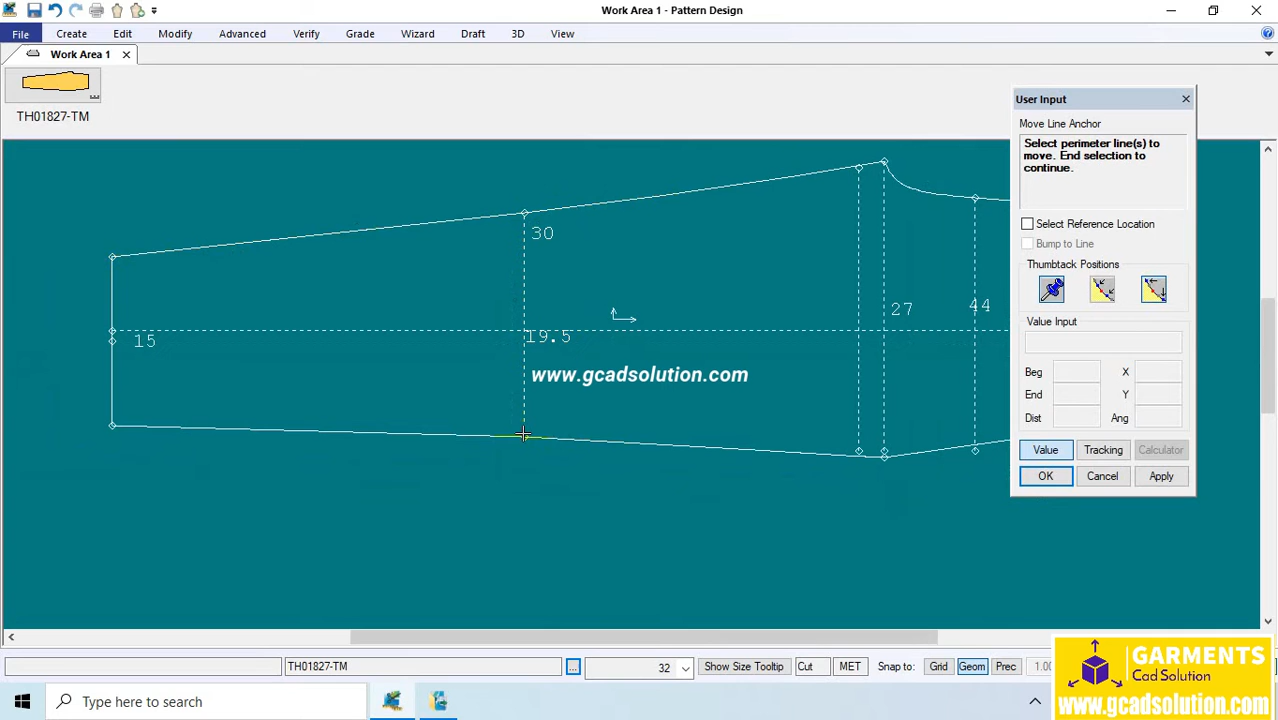 Work Area 1 - Pattern Design
File Create Edit Modify Advanced Verify Grade Wizard Draft 3D View
Work Area 1
TH01827-TM
User Input
Move Line Anchor
Select perimeter line(s) to
move. End selection to
continue.
Select Reference Location
Bump to Line
Thumbtack Positions
Value Input
Beg X
End Y
Dist Ang
Value Tracking Calculator
OK Cancel Apply
30
27
44
15
19.5
www.gcadsolution.com
TH01827-TM ... 32 Show Size Tooltip Cut MET Snap to: Grid Geom Prec 1.00
GARMENTS
Cad Solution
www.gcadsolution.com
Type here to search